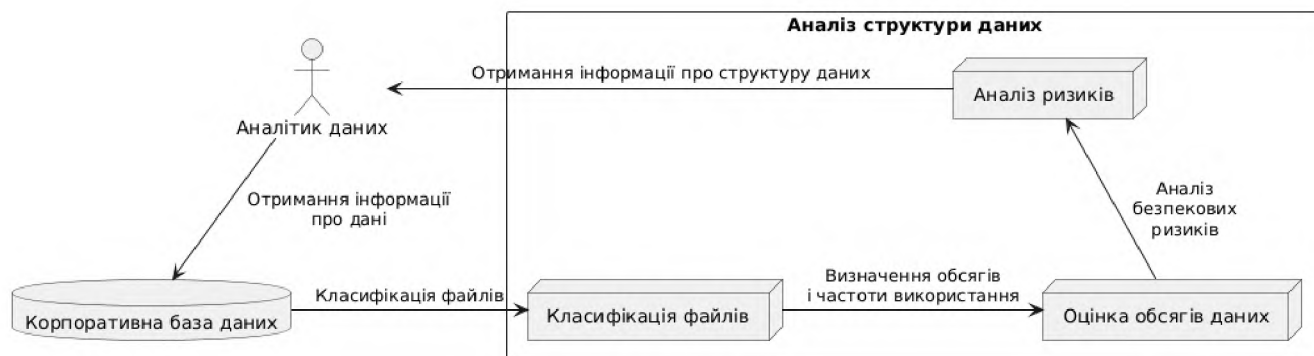 Аналіз структури даних
Отримання інформації про структуру даних
Аналіз ризиків
Аналітик даних
Отримання інформації
про дані
Аналіз
безпекових
ризиків
Корпоративна база даних
Класифікація файлів
Класифікація файлів
Визначення обсягів
і частоти використання
Оцінка обсягів даних